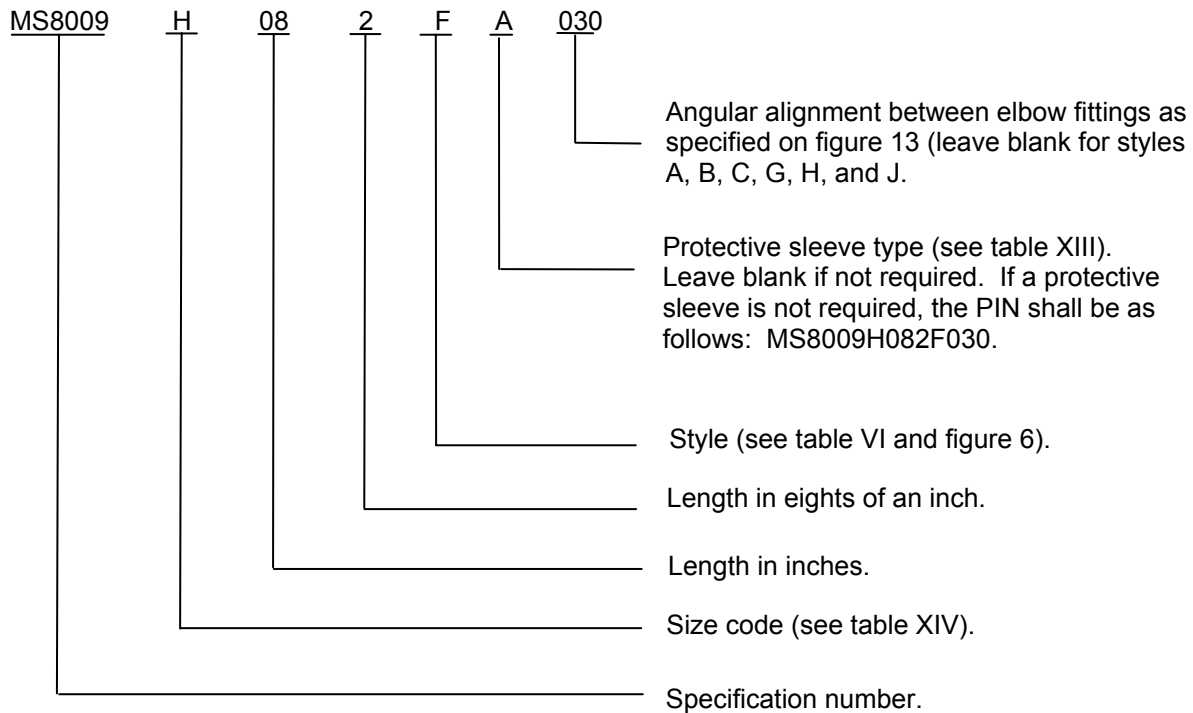 MS8009 H 08 2 F A 030
Angular alignment between elbow fittings as
specified on figure 13 (leave blank for styles
A, B, C, G, H, and J.
Protective sleeve type (see table XIII).
Leave blank if not required. If a protective
sleeve is not required, the PIN shall be as
follows: MS8009H082F030.
Style (see table VI and figure 6).
Length in eights of an inch.
Length in inches.
Size code (see table XIV).
Specification number.